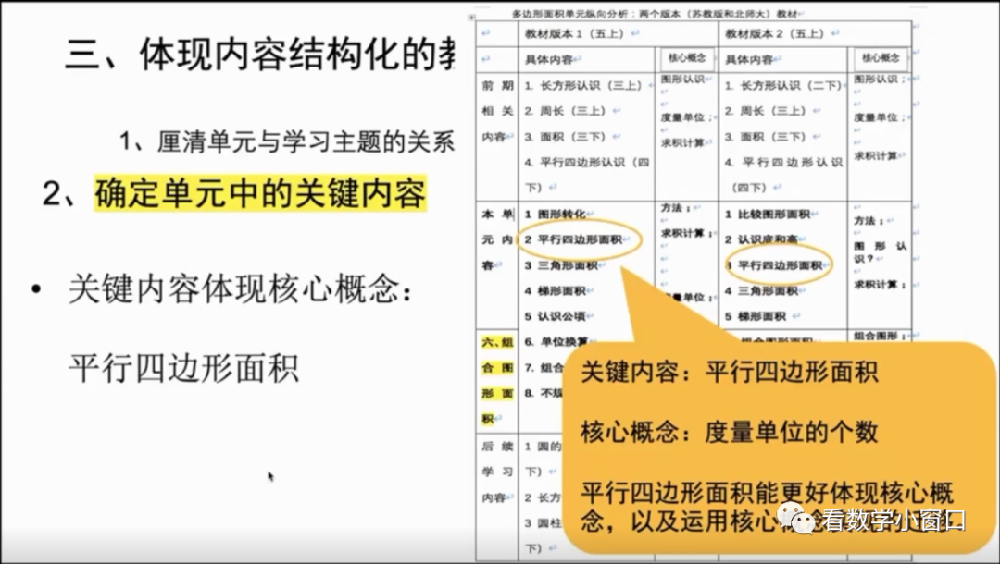 三、体现内容结构化的教
1、厘清单元与学习主题的关系
2、确定单元中的关键内容
• 关键内容体现核心概念：
平行四边形面积
多边形面积单元纵向分析：两个版本（苏教版和北师大）教材
教材版本1（五上）
教材版本2（五上）
具体内容
核心概念
具体内容
核心概念
前期
相关
内容
1. 长方形认识（三上）
2. 周长（三上）
3. 面积（三下）
4. 平行四边形认识（四
下）
图形认识
度量单位；
求积计算
1. 长方形认识（二下）
2. 周长（三上）
3. 面积（三下）
4. 平行四边形认识
（四下）
图形认识；
度量单位；
求积计算
本单
元内
容
1 图形转化
2 平行四边形面积
3 三角形面积
4 梯形面积
5 认识公顷
方法；
求积计算；
度量单位；
1 比较图形面积
2 认识底和高
3 平行四边形面积
4 三角形面积
5 梯形面积
方法；
图形认
识？
求积计算；
六、组
合图
形面
积
6. 单位换算
7. 组合
8. 不规
组合图形面积
组合图形；
后续
学习
内容
1 圆的
下）
2 长方
3 圆柱
下）
关键内容：平行四边形面积
核心概念：度量单位的个数
平行四边形面积能更好体现核心概
念，以及运用核心概念
看数学小窗口